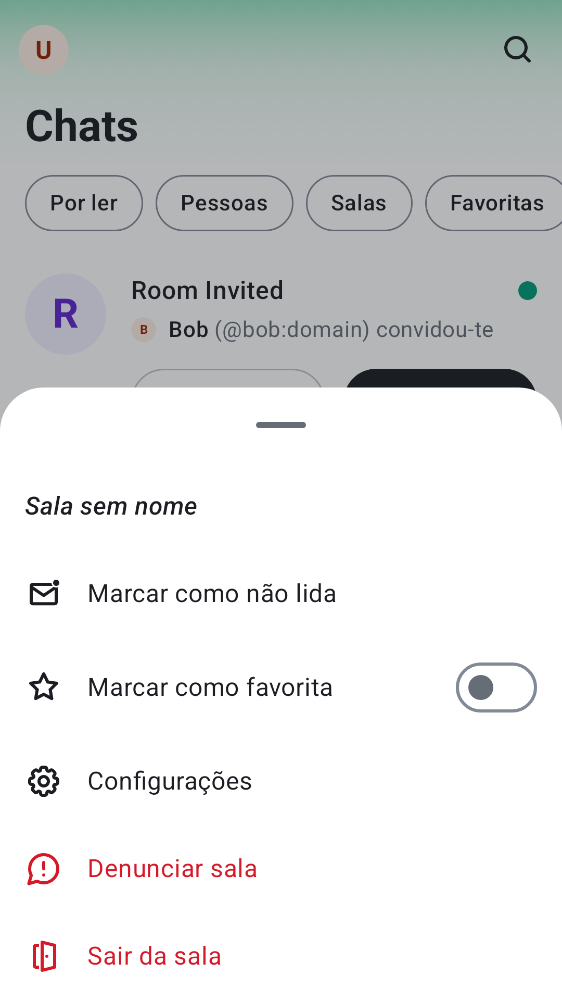 U
Chats
Por ler
Pessoas
Salas
Favoritas
R
Room Invited
B
Bob (@bob:domain) convidou-te
Sala sem nome
Marcar como não lida
Marcar como favorita
Configurações
Denunciar sala
Sair da sala